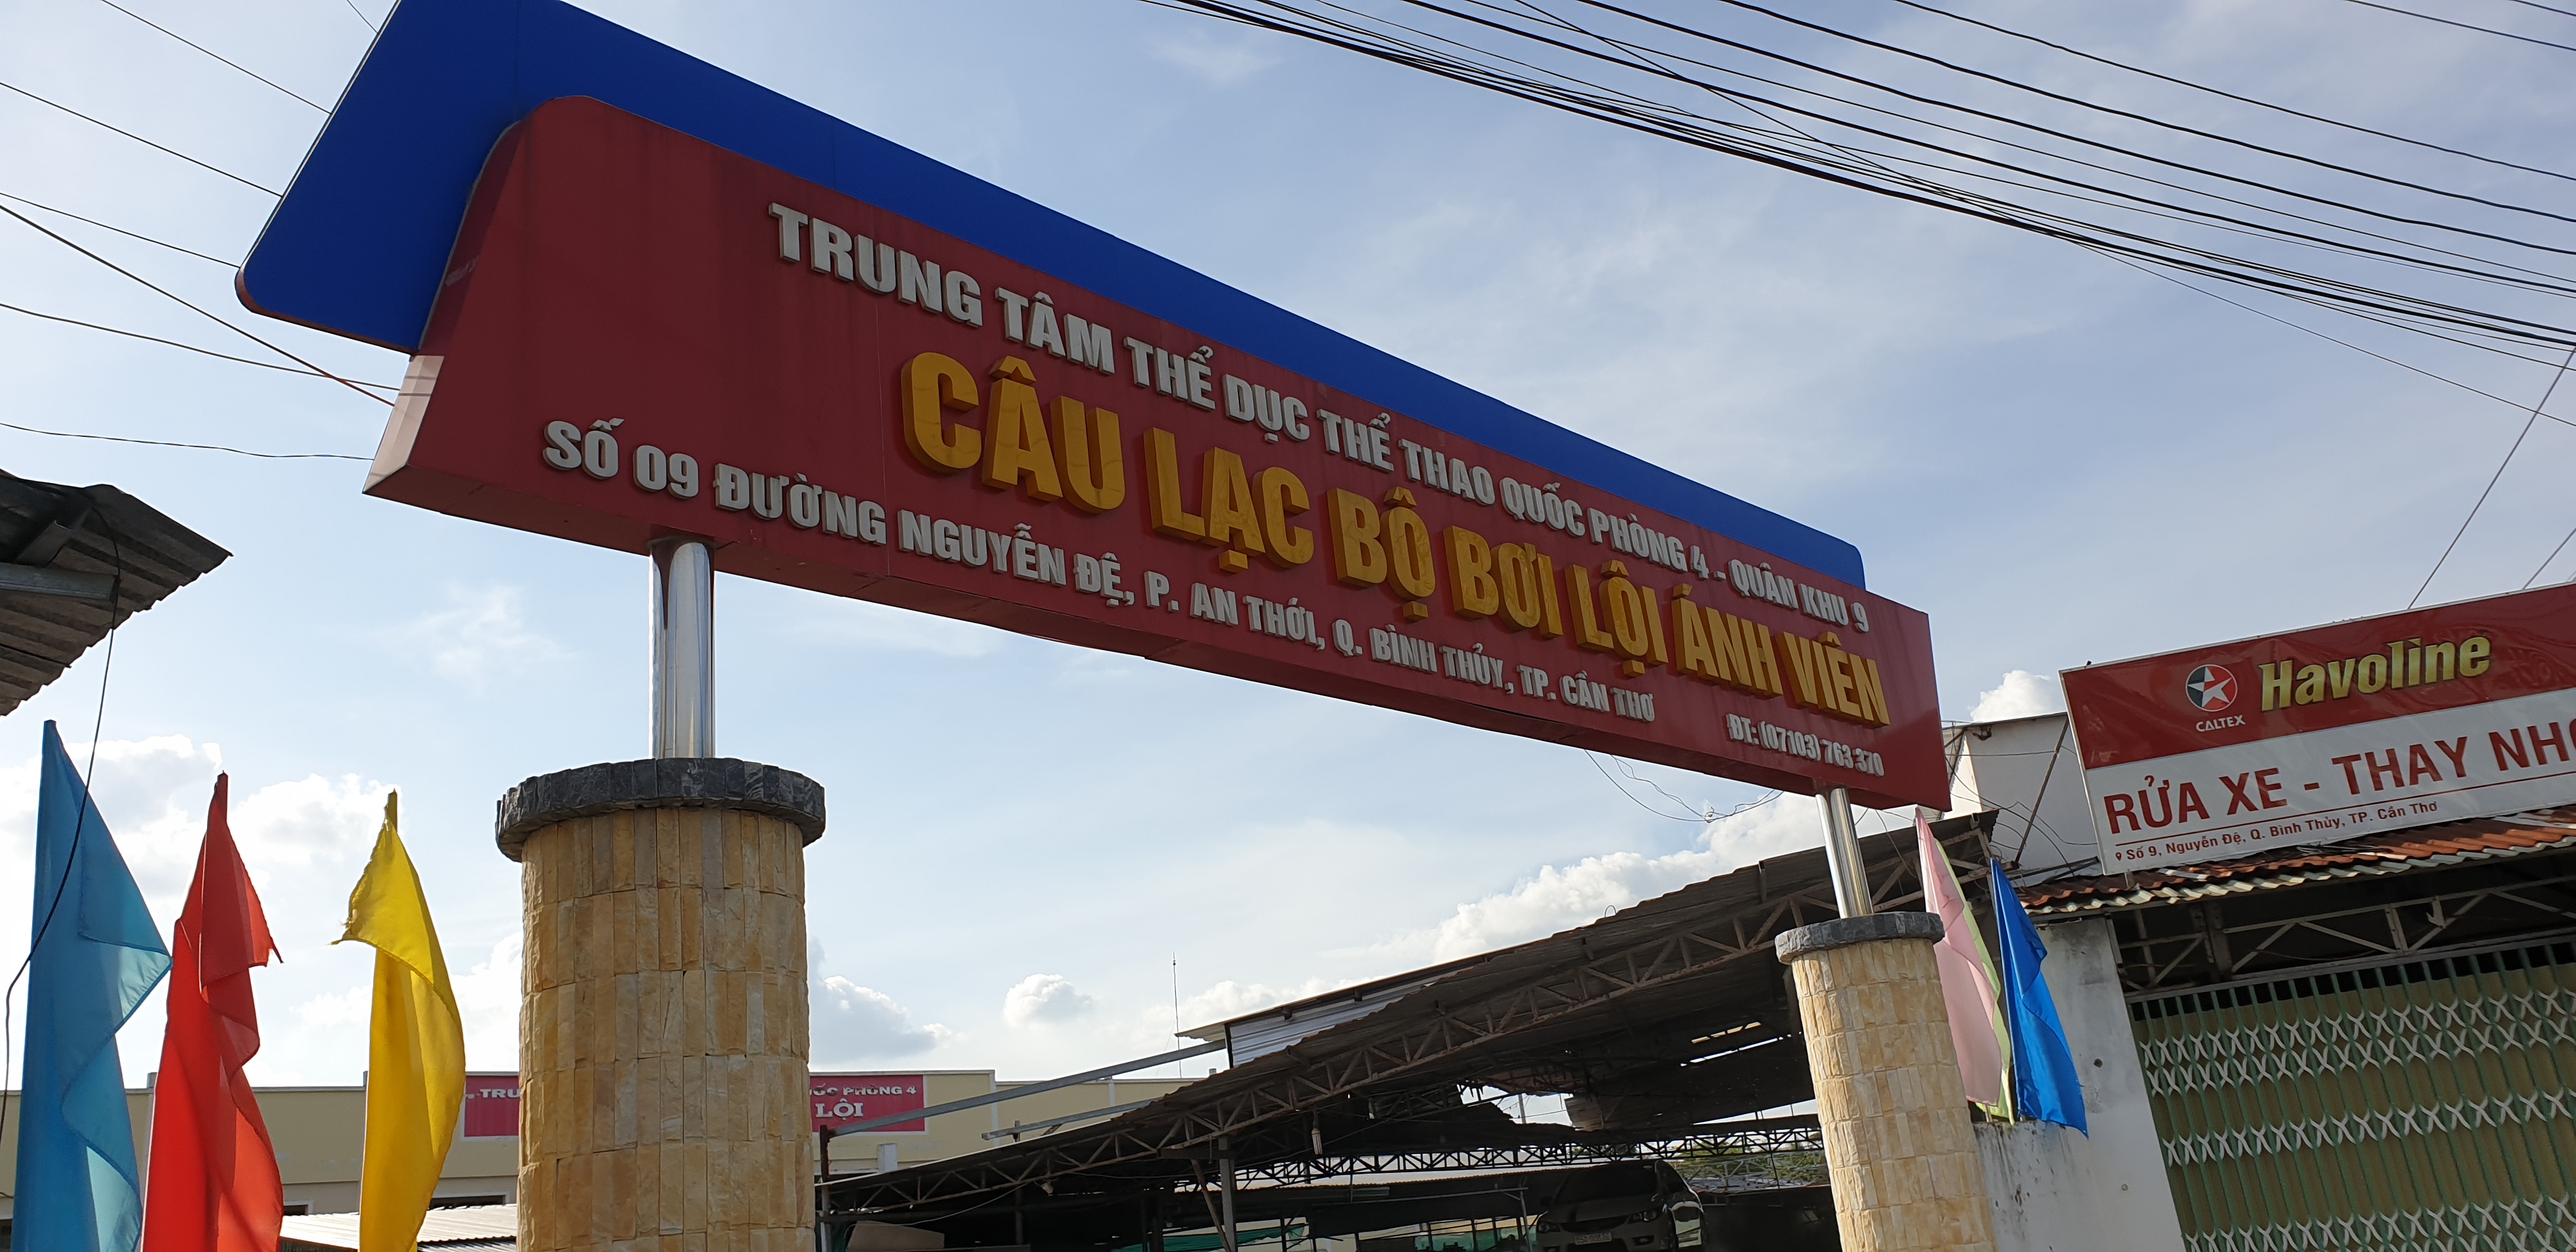 TRUNG TÂM THỂ DỤC THỂ THAO QUỐC PHÒNG 4 - QUÂN KHU 9
CÂU LẠC BỘ BƠI LỘI ÁNH VIÊN
SỐ 09 ĐƯỜNG NGUYỄN ĐỆ, P. AN THỚI, Q. BÌNH THỦY, TP. CẦN THƠ
ĐT: (07103) 763 370
CALTEX
Havoline
RỬA XE - THAY
Số 9, Nguyễn Đệ, Q. Bình Thủy, TP. Cần Thơ
PHÒNG 4
LỘI